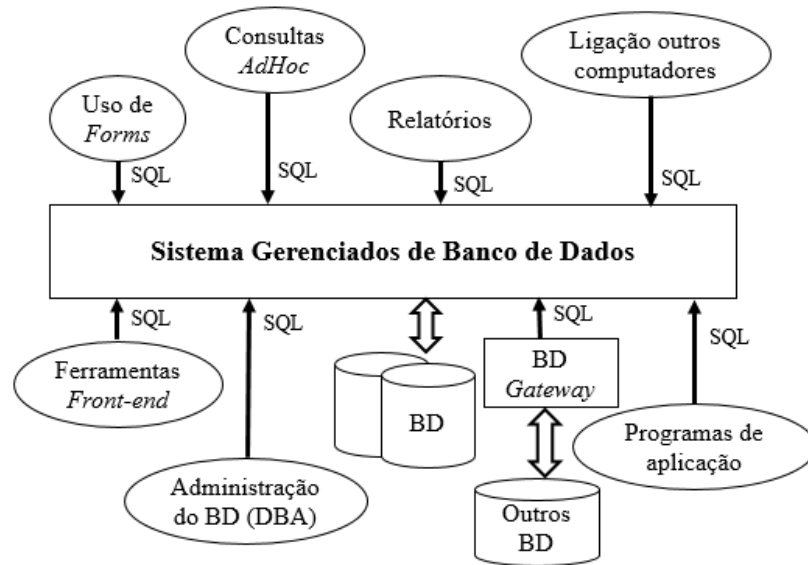 Consultas
AdHoc
Ligação outros
computadores
Uso de
Forms
Relatórios
SQL
SQL
SQL
SQL
Sistema Gerenciados de Banco de Dados
SQL
SQL
SQL
SQL
Ferramentas
Front-end
BD
BD
Gateway
Programas de
aplicação
Administração
do BD (DBA)
Outros
BD